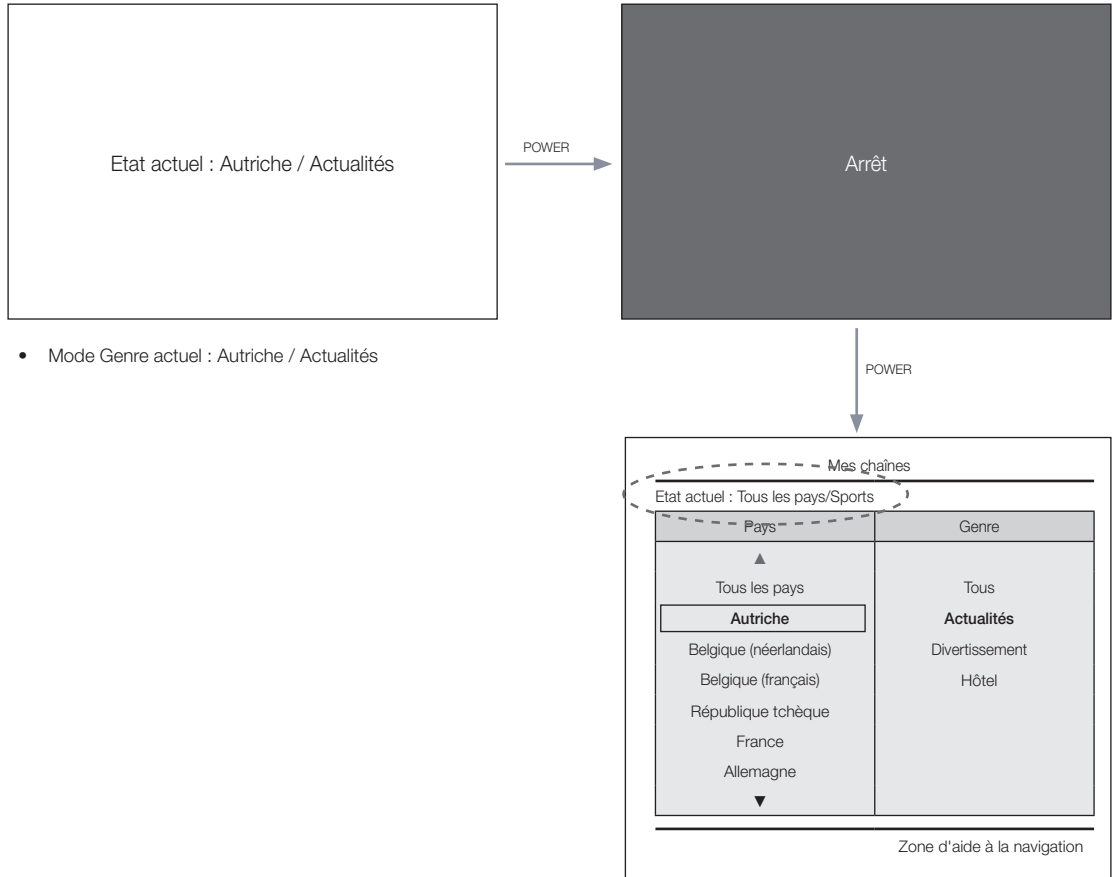 Etat actuel : Autriche / Actualités
POWER
Arrêt
• Mode Genre actuel : Autriche / Actualités
POWER
Mes chaînes
Etat actuel : Tous les pays/Sports
Pays Genre
▲
Tous les pays Tous
Autriche Actualités
Belgique (néerlandais) Divertissement
Belgique (français) Hôtel
République tchèque
France
Allemagne
▼
Zone d'aide à la navigation